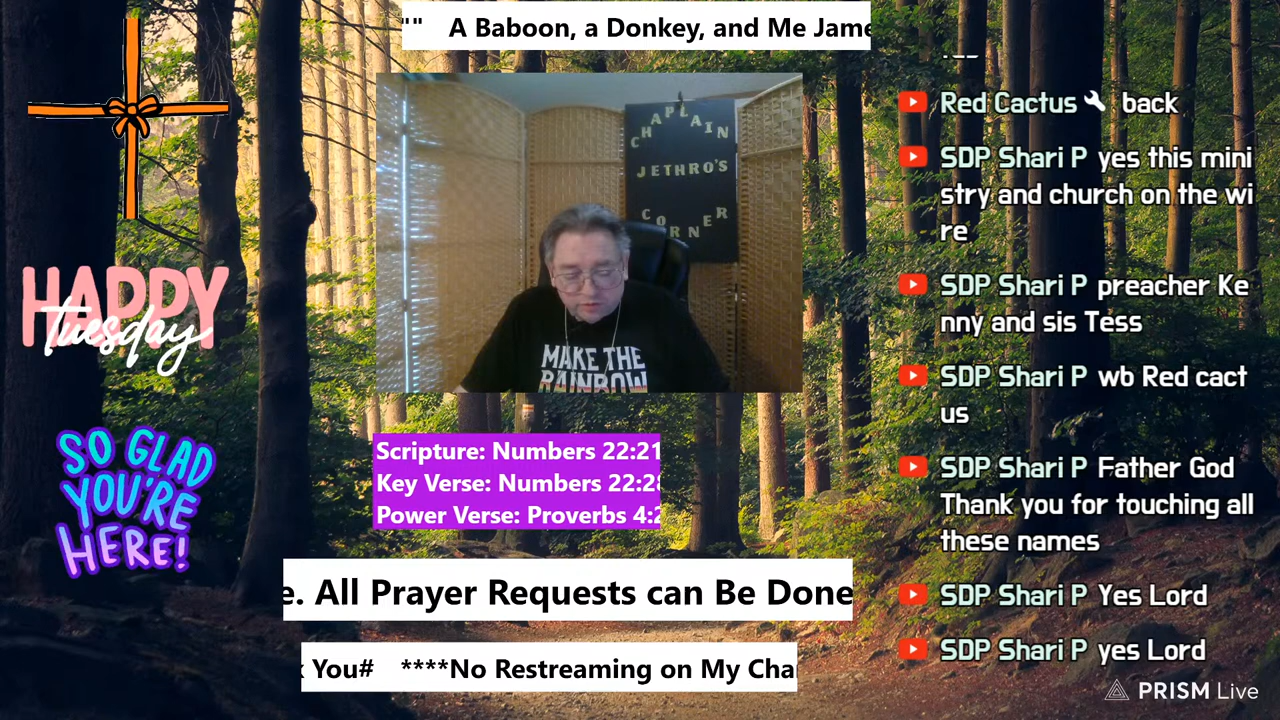 "" A Baboon, a Donkey, and Me Jame
CHAPLAIN
JETHRO'S
CORNER
MAKE THE
RAINBOW
HAPPY
tuesday
SO GLAD
YOU'RE
HERE!
Scripture: Numbers 22:21
Key Verse: Numbers 22:28
Power Verse: Proverbs 4:2
e. All Prayer Requests can Be Done
You# ****No Restreaming on My Cha
Red Cactus back
SDP Shari P yes this mini
stry and church on the wi
re
SDP Shari P preacher Ke
nny and sis Tess
SDP Shari P wb Red cact
us
SDP Shari P Father God
Thank you for touching all
these names
SDP Shari P Yes Lord
SDP Shari P yes Lord
PRISM Live